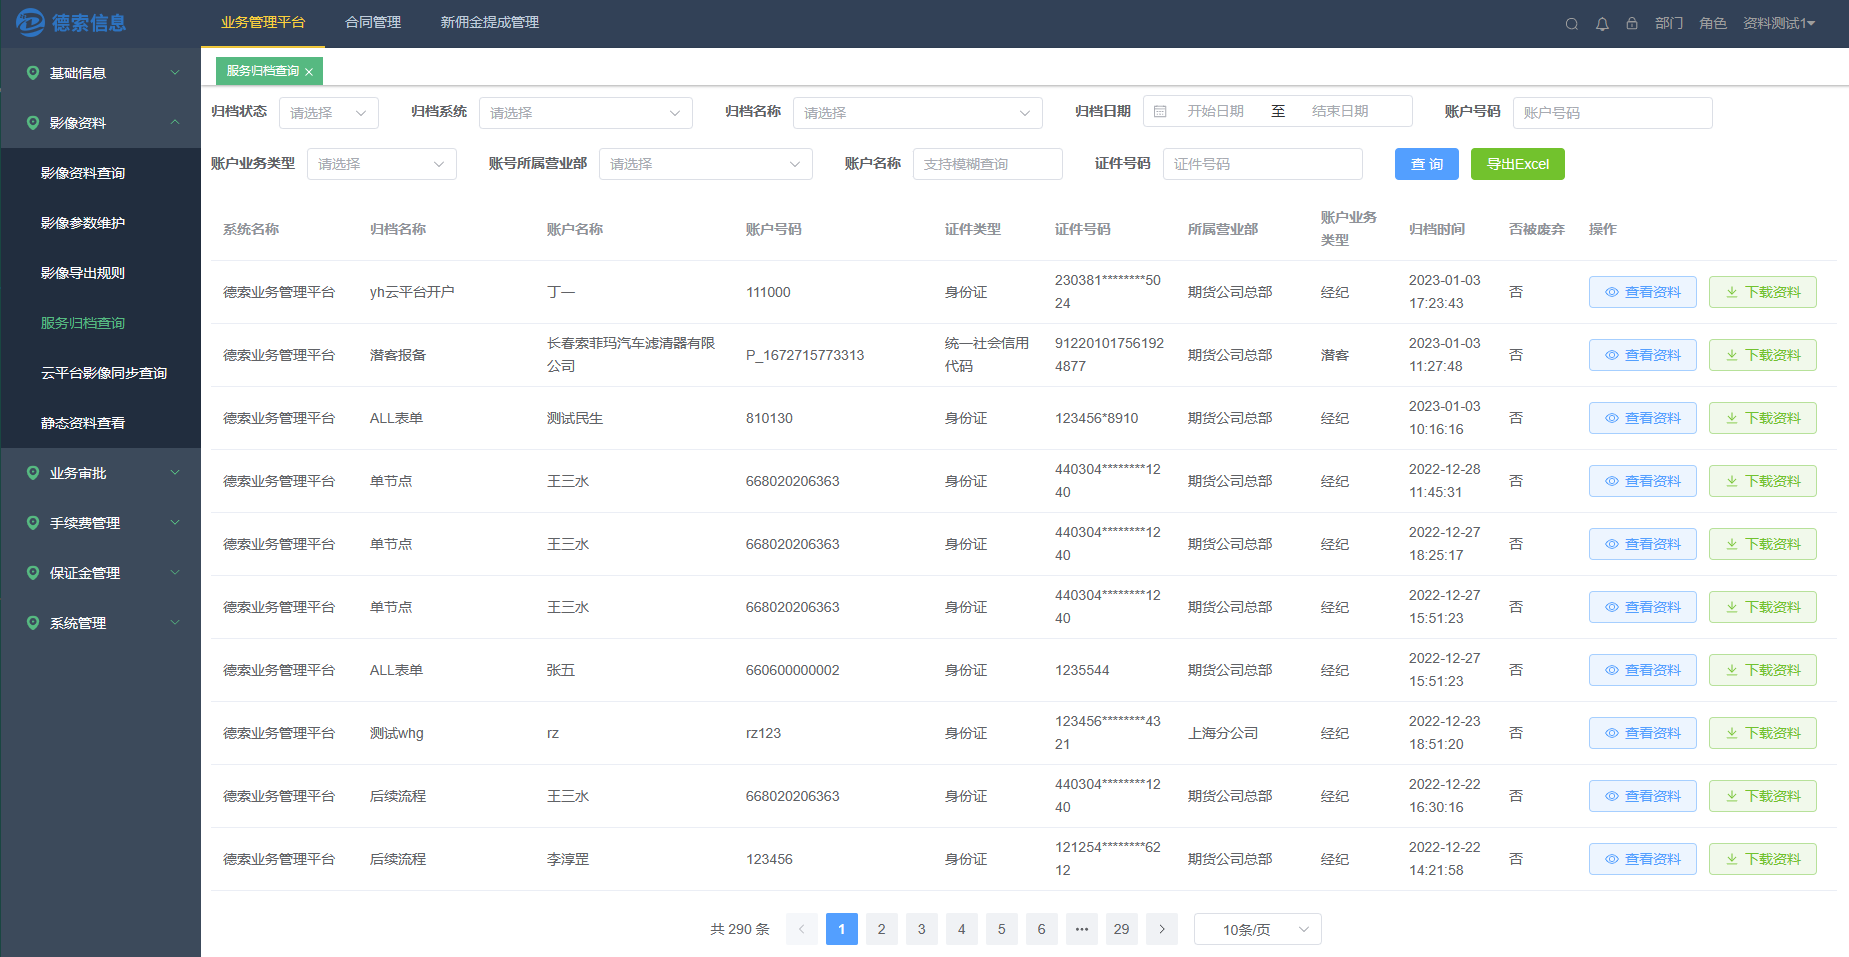 德索信息 业务管理平台 合同管理 新佣金提成管理 部门 角色 资料测试1
基础信息
影像资料
影像资料查询
影像参数维护
影像导出规则
服务归档查询
云平台影像同步查询
静态资料查看
业务审批
手续费管理
保证金管理
系统管理
服务归档查询
归档状态 请选择 归档系统 请选择 归档名称 请选择 归档日期 开始日期 至 结束日期 账户号码 账户号码
账户业务类型 请选择 账号所属营业部 请选择 账户名称 支持模糊查询 证件号码 证件号码 查 询 导出Excel
系统名称 归档名称 账户名称 账户号码 证件类型 证件号码 所属营业部 账户业务类型 归档时间 否被废弃 操作
德索业务管理平台 yh云平台开户 丁一 111000 身份证 230381********5024 期货公司总部 经纪 2023-01-03 17:23:43 否 查看资料 下载资料
德索业务管理平台 潜客报备 长春索菲玛汽车滤清器有限公司 P_1672715773313 统一社会信用代码 912201017561924877 期货公司总部 潜客 2023-01-03 11:27:48 否 查看资料 下载资料
德索业务管理平台 ALL表单 测试民生 810130 身份证 123456*8910 期货公司总部 经纪 2023-01-03 10:16:16 否 查看资料 下载资料
德索业务管理平台 单节点 王三水 668020206363 身份证 440304********1240 期货公司总部 经纪 2022-12-28 11:45:31 否 查看资料 下载资料
德索业务管理平台 单节点 王三水 668020206363 身份证 440304********1240 期货公司总部 经纪 2022-12-27 18:25:17 否 查看资料 下载资料
德索业务管理平台 单节点 王三水 668020206363 身份证 440304********1240 期货公司总部 经纪 2022-12-27 15:51:23 否 查看资料 下载资料
德索业务管理平台 ALL表单 张五 660600000002 身份证 1235544 期货公司总部 经纪 2022-12-27 15:51:23 否 查看资料 下载资料
德索业务管理平台 测试whg rz rz123 身份证 123456********4321 上海分公司 经纪 2022-12-23 18:51:20 否 查看资料 下载资料
德索业务管理平台 后续流程 王三水 668020206363 身份证 440304********1240 期货公司总部 经纪 2022-12-22 16:30:16 否 查看资料 下载资料
德索业务管理平台 后续流程 李淳罡 123456 身份证 121254********6212 期货公司总部 经纪 2022-12-22 14:21:58 否 查看资料 下载资料
共 290 条 1 2 3 4 5 6 ••• 29 10条/页